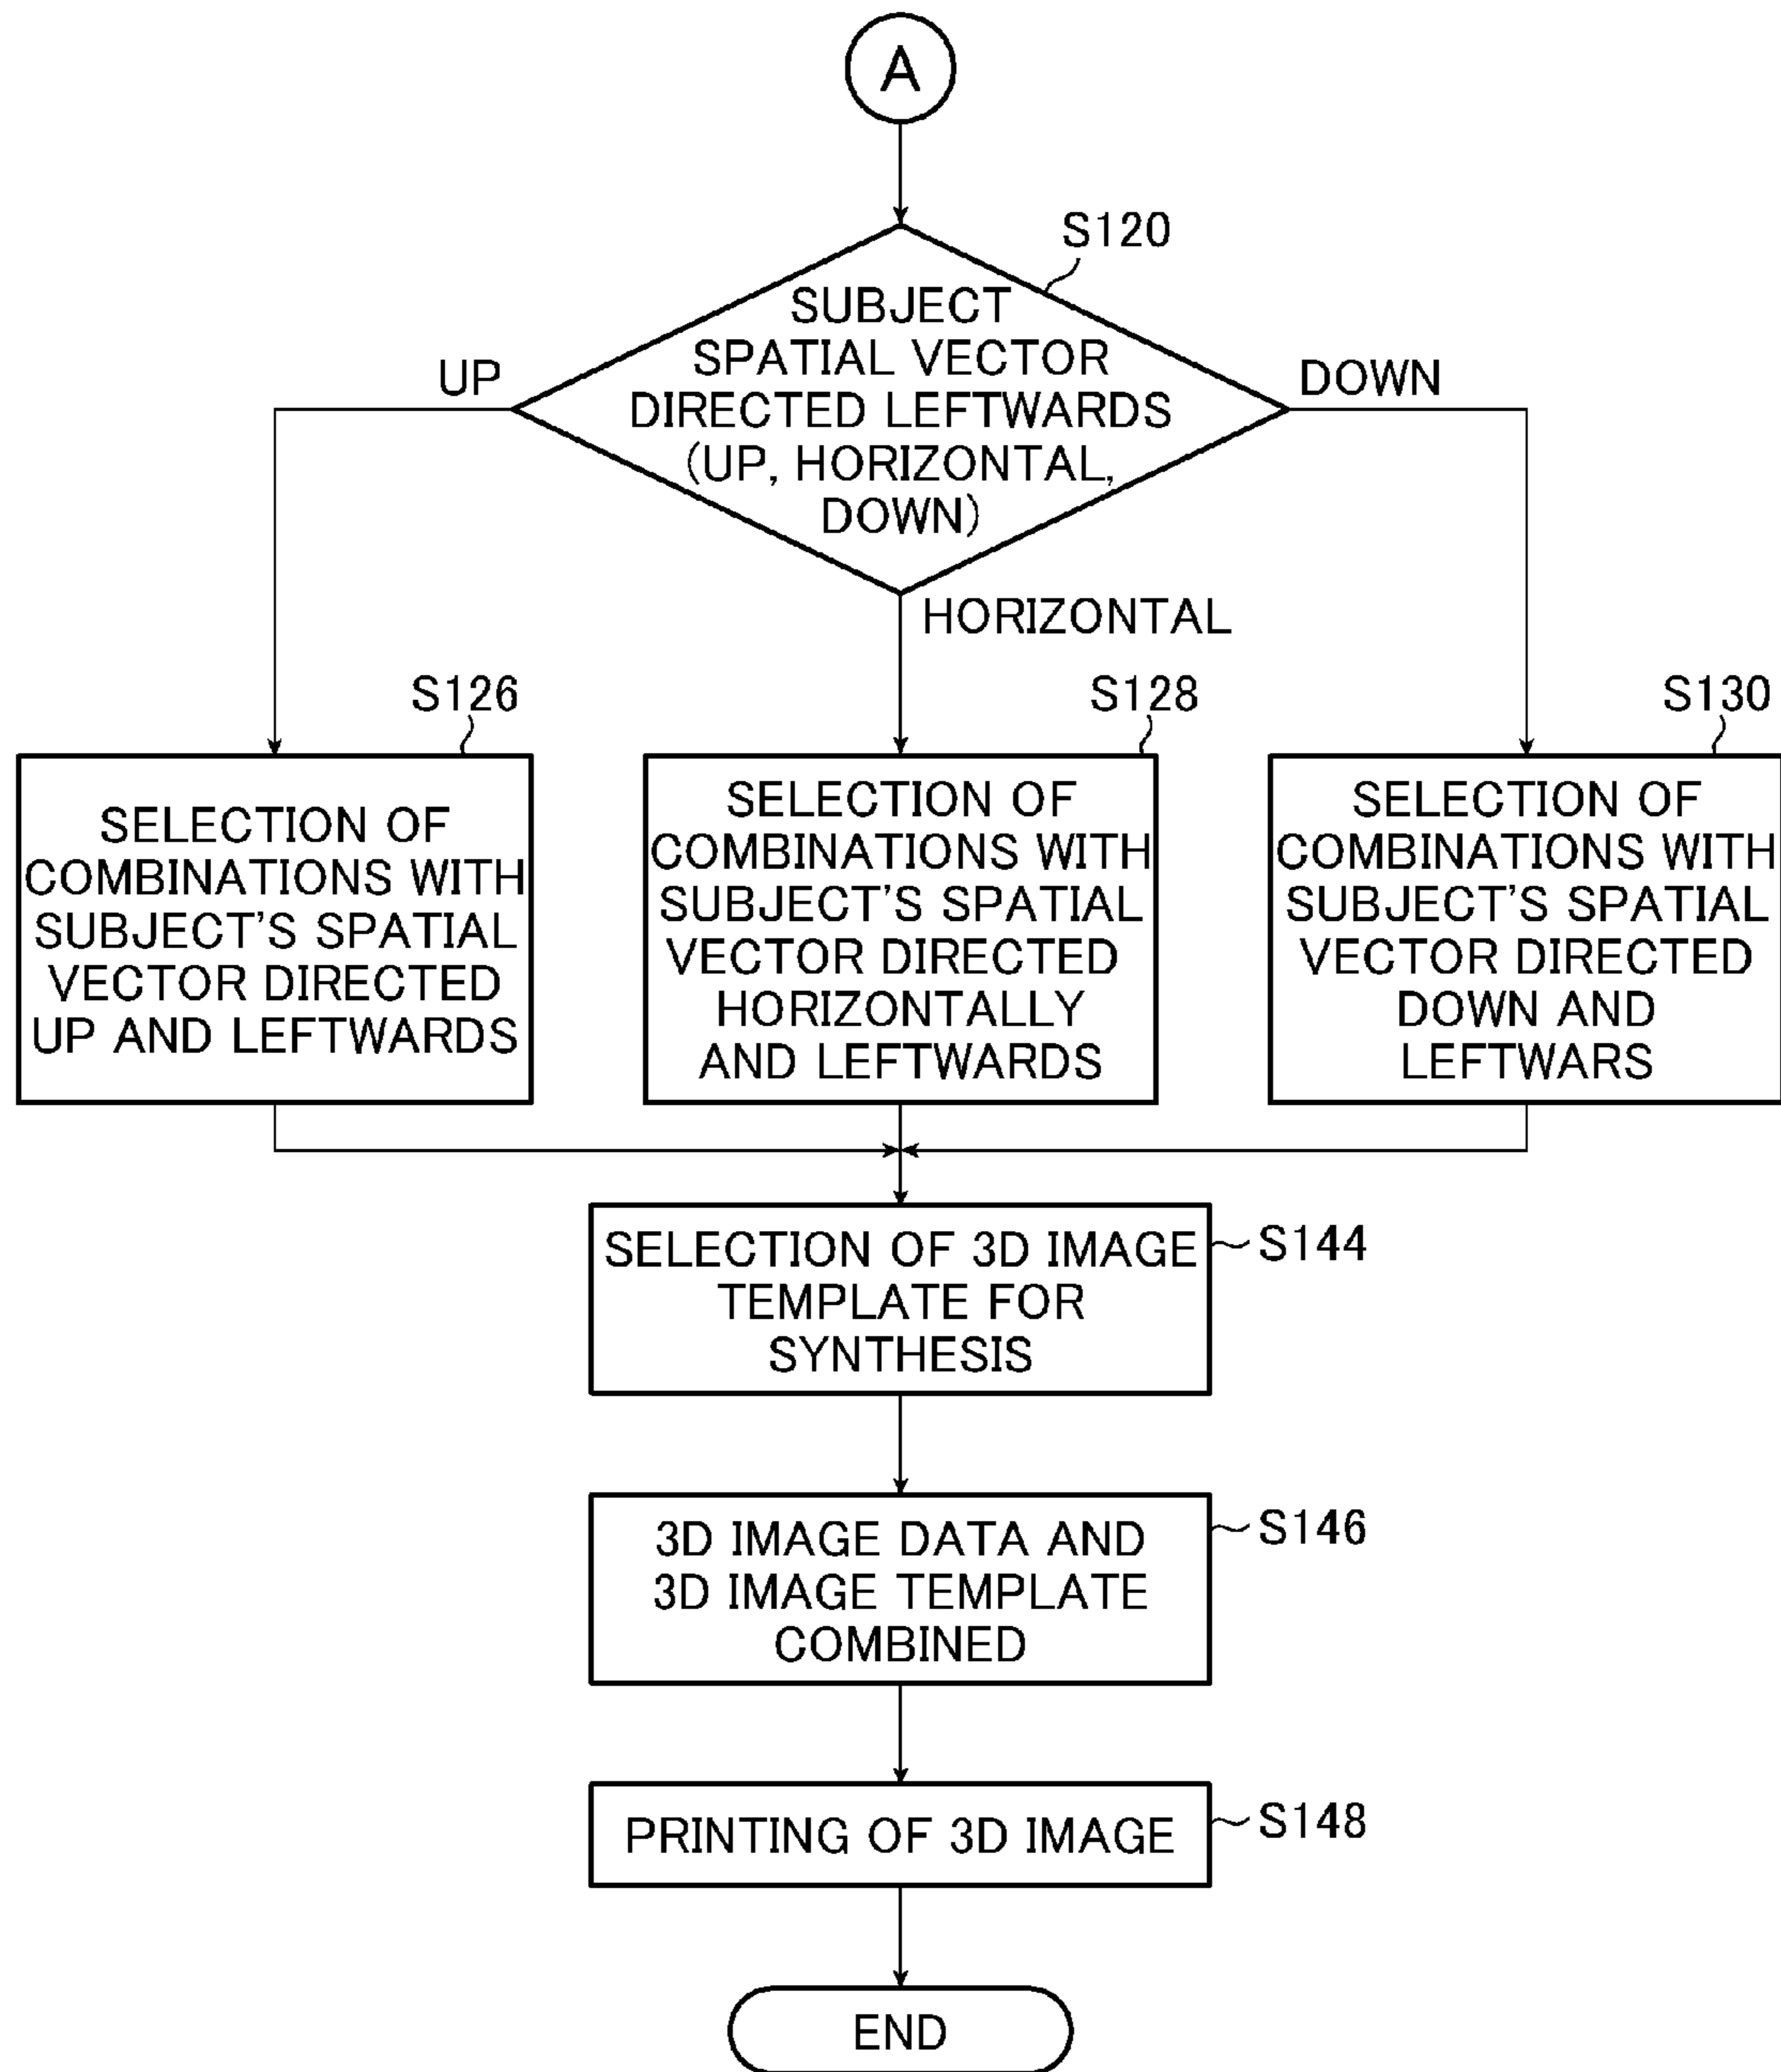 A
S120
SUBJECT
SPATIAL VECTOR
DIRECTED LEFTWARDS
(UP, HORIZONTAL,
DOWN)
UP
DOWN
HORIZONTAL
S126
SELECTION OF
COMBINATIONS WITH
SUBJECT'S SPATIAL
VECTOR DIRECTED
UP AND LEFTWARDS
S128
SELECTION OF
COMBINATIONS WITH
SUBJECT'S SPATIAL
VECTOR DIRECTED
HORIZONTALLY
AND LEFTWARDS
S130
SELECTION OF
COMBINATIONS WITH
SUBJECT'S SPATIAL
VECTOR DIRECTED
DOWN AND
LEFTWARS
SELECTION OF 3D IMAGE
TEMPLATE FOR
SYNTHESIS
S144
3D IMAGE DATA AND
3D IMAGE TEMPLATE
COMBINED
S146
PRINTING OF 3D IMAGE
S148
END